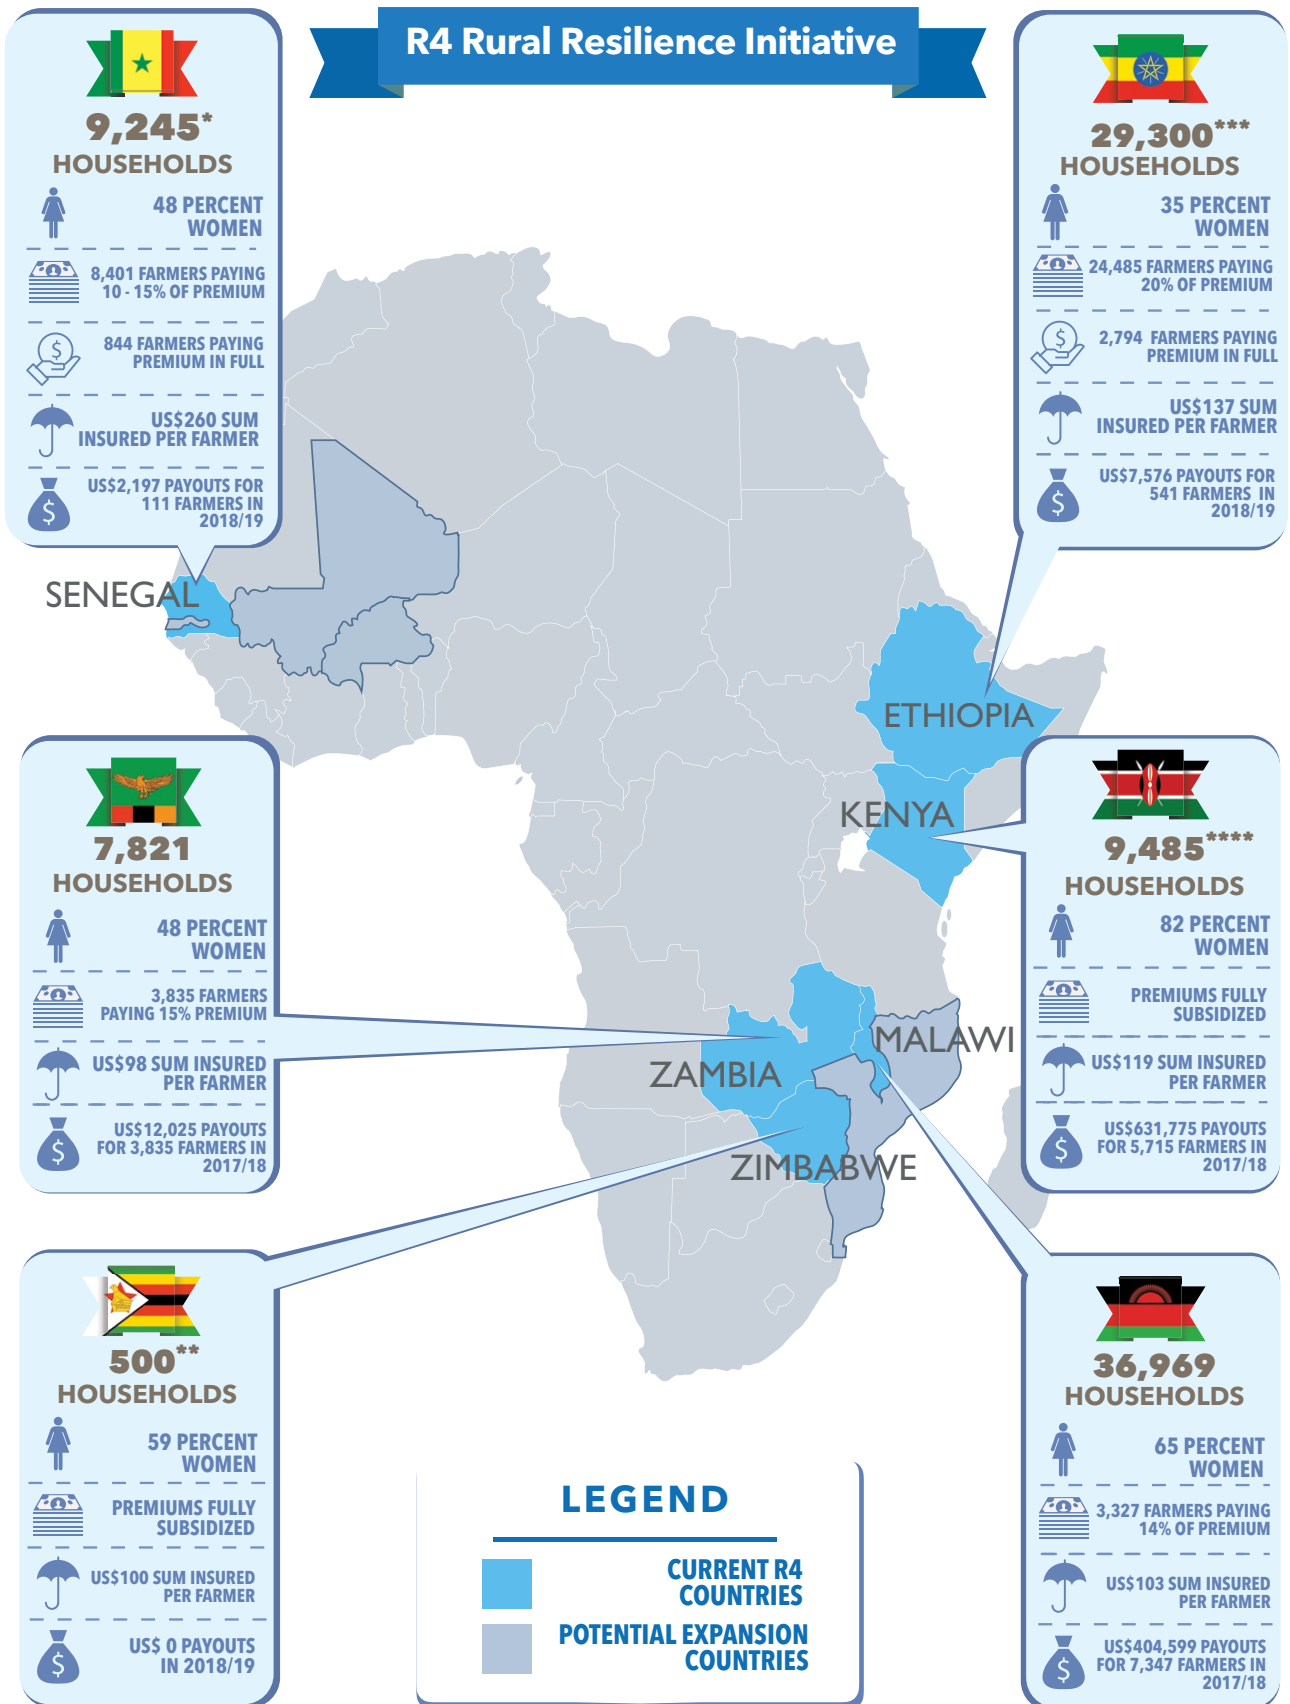 R4 Rural Resilience Initiative
9,245*
HOUSEHOLDS
48 PERCENT
WOMEN
8,401 FARMERS PAYING
10 - 15% OF PREMIUM
844 FARMERS PAYING
PREMIUM IN FULL
US$260 SUM
INSURED PER FARMER
US$2,197 PAYOUTS FOR
111 FARMERS IN
2018/19
29,300***
HOUSEHOLDS
35 PERCENT
WOMEN
24,485 FARMERS PAYING
20% OF PREMIUM
2,794 FARMERS PAYING
PREMIUM IN FULL
US$137 SUM
INSURED PER FARMER
US$7,576 PAYOUTS FOR
541 FARMERS IN
2018/19
SENEGAL
ETHIOPIA
KENYA
MALAWI
ZAMBIA
ZIMBABWE
7,821
HOUSEHOLDS
48 PERCENT
WOMEN
3,835 FARMERS
PAYING 15% PREMIUM
US$98 SUM INSURED
PER FARMER
US$12,025 PAYOUTS
FOR 3,835 FARMERS IN
2017/18
9,485****
HOUSEHOLDS
82 PERCENT
WOMEN
PREMIUMS FULLY
SUBSIDIZED
US$119 SUM INSURED
PER FARMER
US$631,775 PAYOUTS
FOR 5,715 FARMERS IN
2017/18
500**
HOUSEHOLDS
59 PERCENT
WOMEN
PREMIUMS FULLY
SUBSIDIZED
US$100 SUM INSURED
PER FARMER
US$ 0 PAYOUTS
IN 2018/19
LEGEND
CURRENT R4
COUNTRIES
POTENTIAL EXPANSION
COUNTRIES
36,969
HOUSEHOLDS
65 PERCENT
WOMEN
3,327 FARMERS PAYING
14% OF PREMIUM
US$103 SUM INSURED
PER FARMER
US$404,599 PAYOUTS
FOR 7,347 FARMERS IN
2017/18
$
$
$
$
$
$
$
$